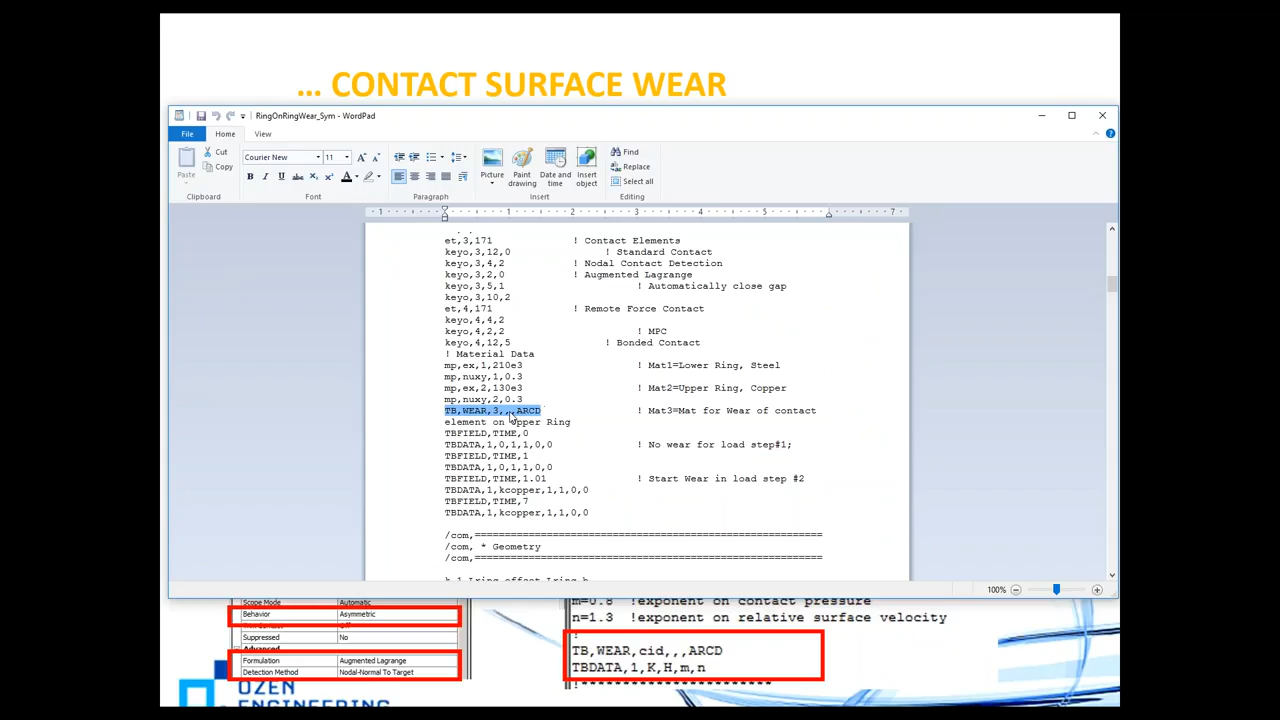 … CONTACT SURFACE WEAR
RingOnRingWear_Sym - WordPad
File Home View
Cut
Copy
Paste
Clipboard
Courier New 11
Font
Paragraph
Picture
Paint drawing
Date and time
Insert object
Insert
Find
Replace
Select all
Editing
1 1 2 3 4 5 7
et,3,171 ! Contact Elements
keyo,3,12,0 ! Standard Contact
keyo,3,4,2 ! Nodal Contact Detection
keyo,3,2,0 ! Augmented Lagrange
keyo,3,5,1 ! Automatically close gap
keyo,3,10,2
et,4,171 ! Remote Force Contact
keyo,4,4,2
keyo,4,2,2 ! MPC
keyo,4,12,5 ! Bonded Contact
! Material Data
mp,ex,1,210e3 ! Mat1=Lower Ring, Steel
mp,nuxy,1,0.3
mp,ex,2,130e3 ! Mat2=Upper Ring, Copper
mp,nuxy,2,0.3
TB,WEAR,3,,,ARCD ! Mat3=Mat for Wear of contact
element on Upper Ring
TBFIELD,TIME,0
TBDATA,1,0,1,1,0,0 ! No wear for load step#1;
TBFIELD,TIME,1
TBDATA,1,0,1,1,0,0
TBFIELD,TIME,1.01 ! Start Wear in load step #2
TBDATA,1,kcopper,1,1,0,0
TBFIELD,TIME,7
TBDATA,1,kcopper,1,1,0,0
/com,======================================================
/com, * Geometry
/com,======================================================
100%
Scope Mode Automatic
Behavior Asymmetric
Suppressed No
Advanced
Formulation Augmented Lagrange
Detection Method Nodal-Normal To Target
m=0.8 !exponent on contact pressure
n=1.3 !exponent on relative surface velocity
!
TB,WEAR,cid,,,ARCD
TBDATA,1,K,H,m,n
OZEN
ENGINEERING